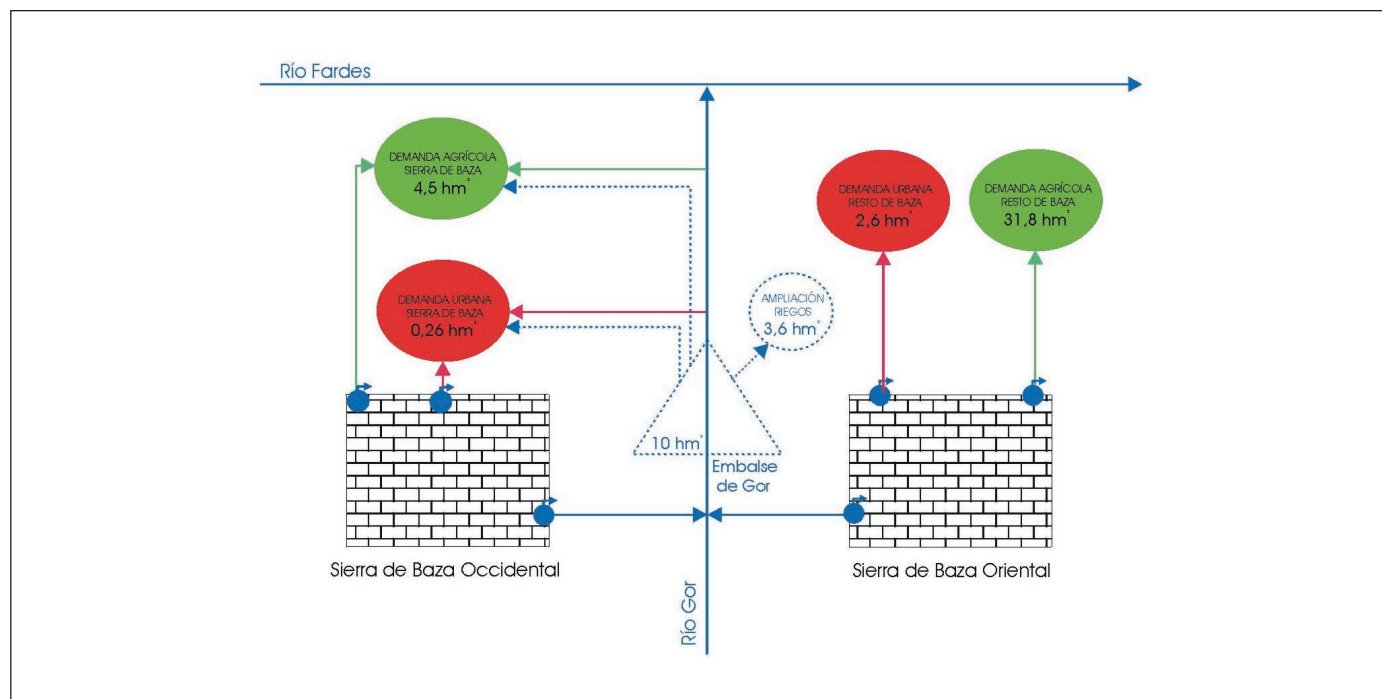 Río Fardes
DEMANDA AGRÍCOLA
SIERRA DE BAZA
4,5 hm³
DEMANDA URBANA
RESTO DE BAZA
2,6 hm³
DEMANDA AGRÍCOLA
RESTO DE BAZA
31,8 hm³
DEMANDA URBANA
SIERRA DE BAZA
0,26 hm³
AMPLIACIÓN
RIEGOS
3,6 hm³
10 hm³
Embalse
de Gor
Sierra de Baza Occidental
Sierra de Baza Oriental
Río Gor